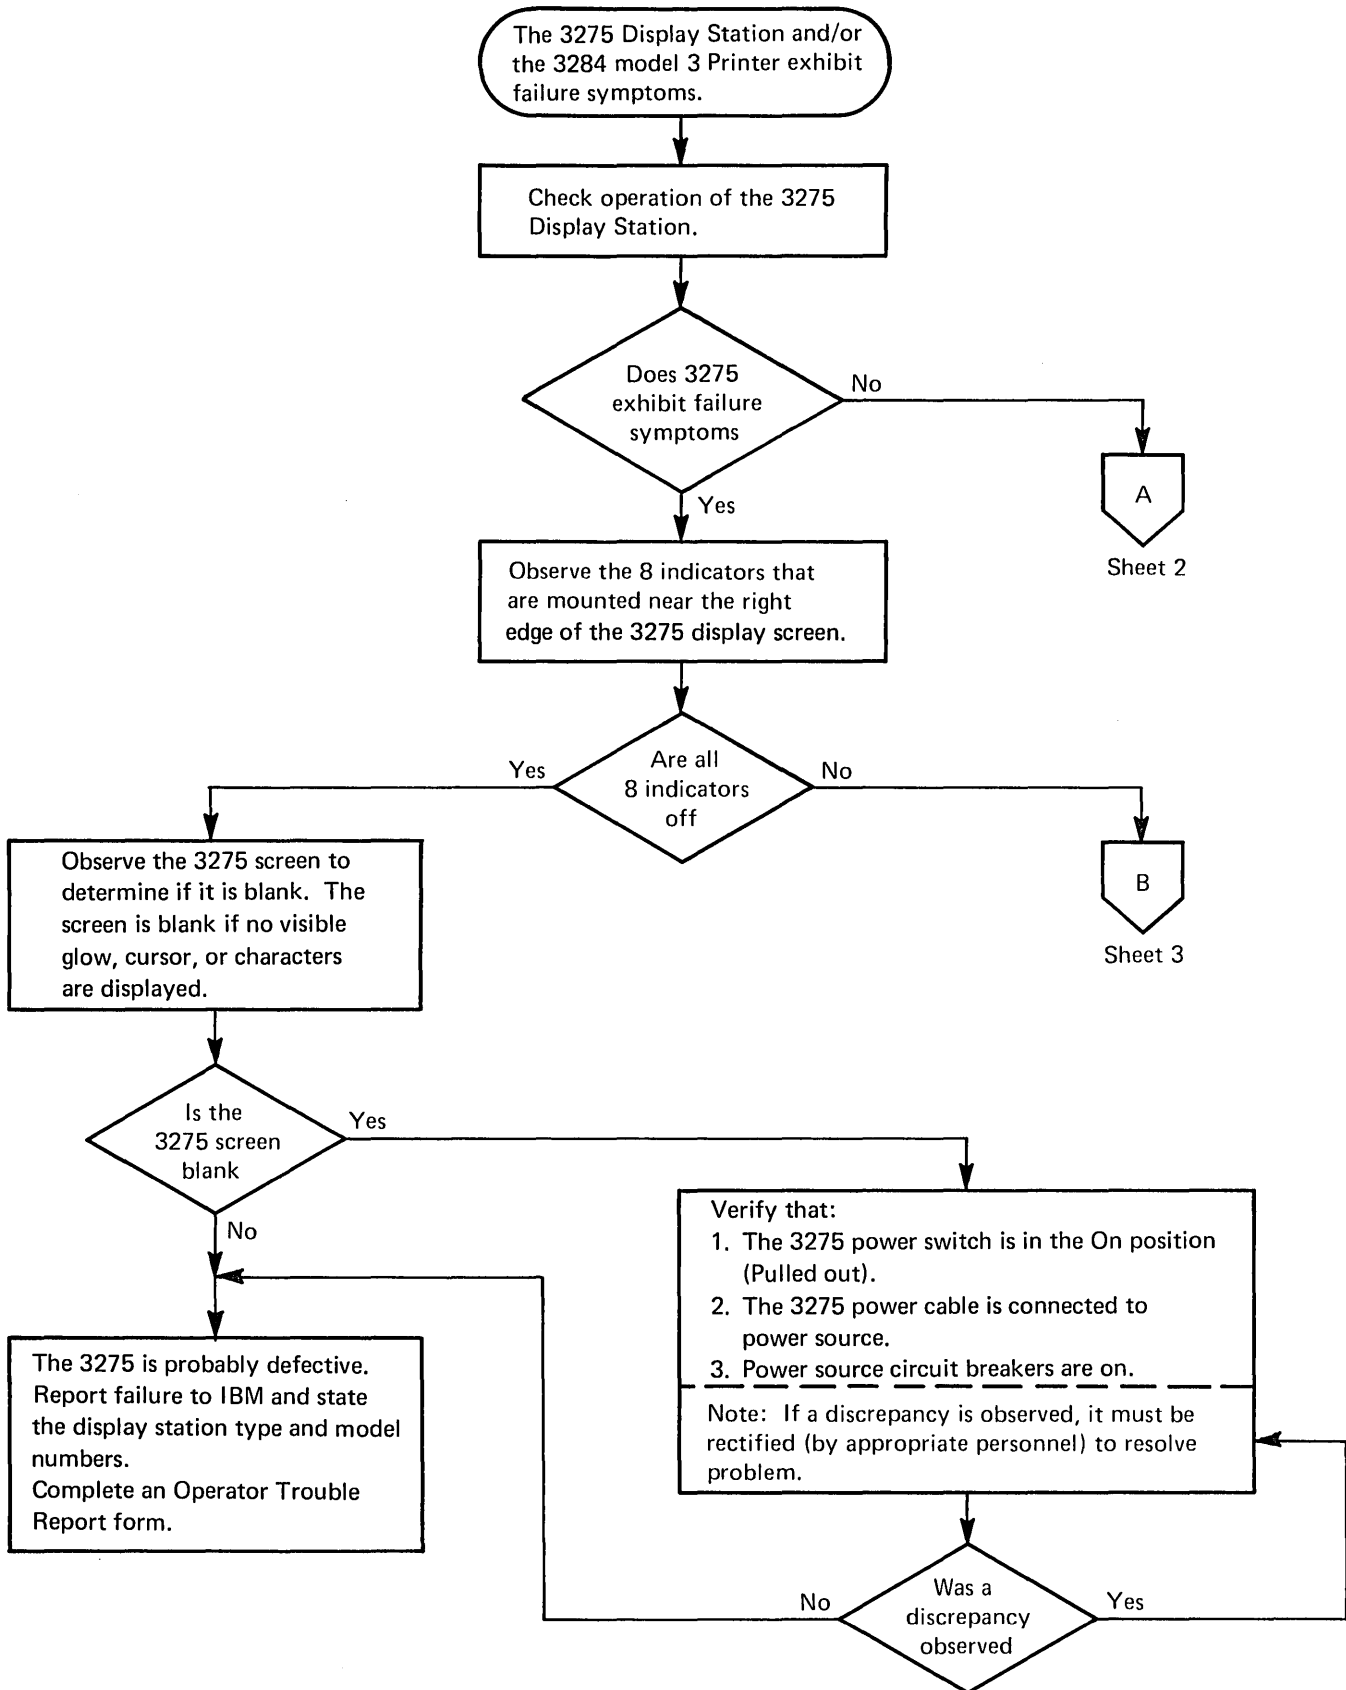 The 3275 Display Station and/or
the 3284 model 3 Printer exhibit
failure symptoms.
Check operation of the 3275
Display Station.
Does 3275
exhibit failure
symptoms
No
A
Sheet 2
Yes
Observe the 8 indicators that
are mounted near the right
edge of the 3275 display screen.
Are all
8 indicators
off
Yes
No
B
Sheet 3
Observe the 3275 screen to
determine if it is blank. The
screen is blank if no visible
glow, cursor, or characters
are displayed.
Is the
3275 screen
blank
Yes
No
Verify that:
1. The 3275 power switch is in the On position
(Pulled out).
2. The 3275 power cable is connected to
power source.
3. Power source circuit breakers are on.
Note: If a discrepancy is observed, it must be
rectified (by appropriate personnel) to resolve
problem.
The 3275 is probably defective.
Report failure to IBM and state
the display station type and model
numbers.
Complete an Operator Trouble
Report form.
Was a
discrepancy
observed
No
Yes